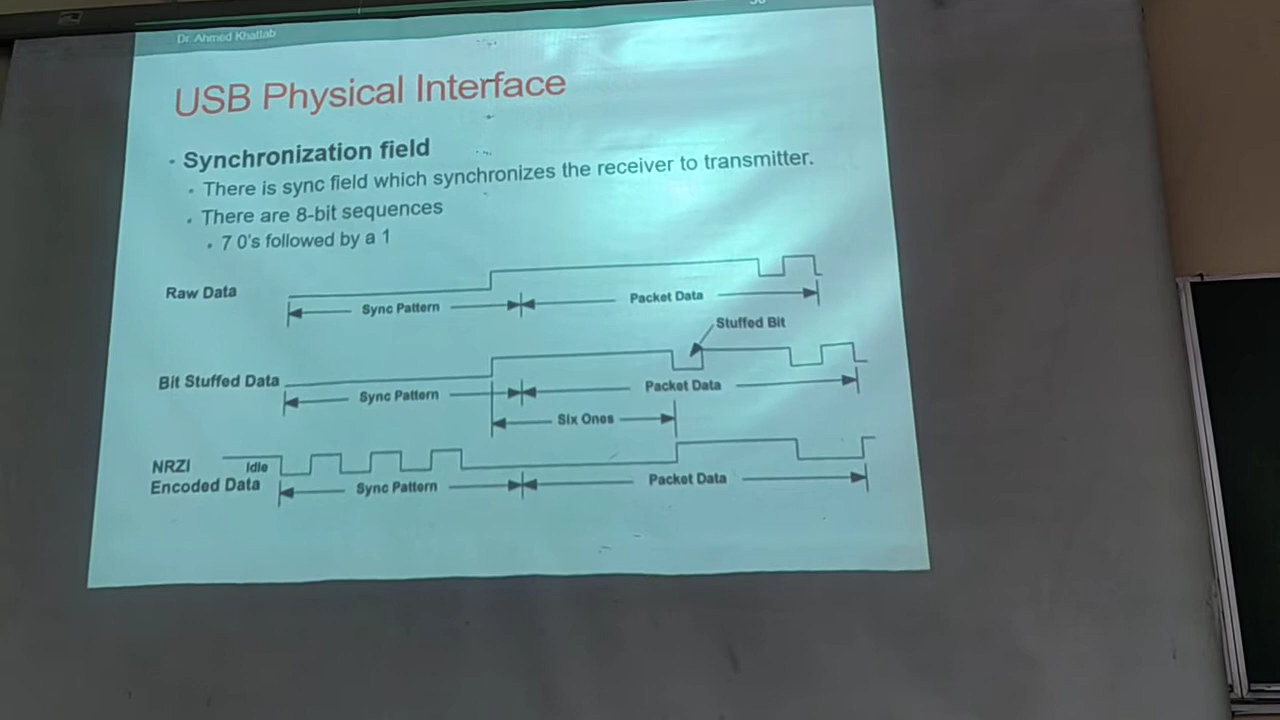 Dr. Ahmed Khattab
USB Physical Interface
• Synchronization field
• There is sync field which synchronizes the receiver to transmitter.
• There are 8-bit sequences
• 7 0's followed by a 1
Raw Data
Sync Pattern
Packet Data
Stuffed Bit
Bit Stuffed Data
Sync Pattern
Packet Data
Six Ones
NRZI Idle
Encoded Data
Sync Pattern
Packet Data